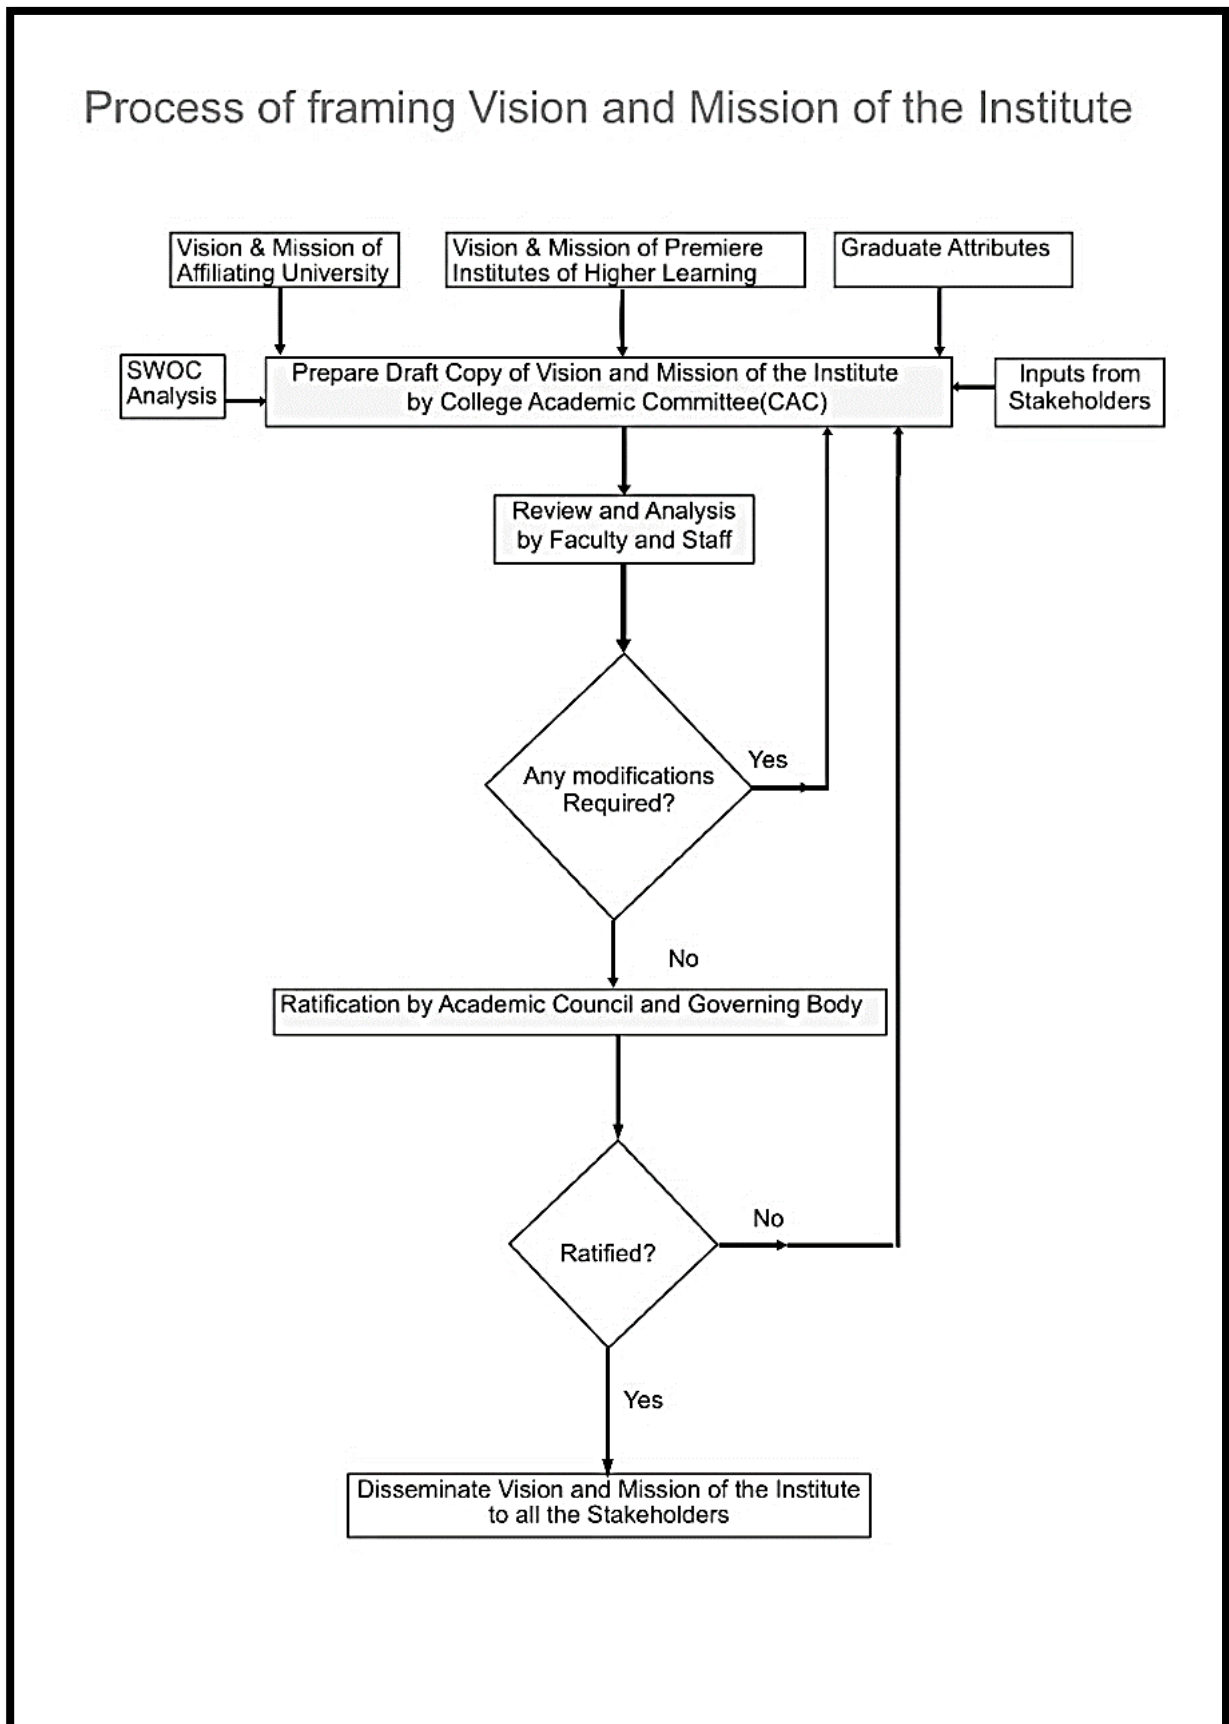 Process of framing Vision and Mission of the Institute
Vision & Mission of
Affiliating University
Vision & Mission of Premiere
Institutes of Higher Learning
Graduate Attributes
SWOC
Analysis
Prepare Draft Copy of Vision and Mission of the Institute
by College Academic Committee(CAC)
Inputs from
Stakeholders
Review and Analysis
by Faculty and Staff
Any modifications
Required?
Yes
No
Ratification by Academic Council and Governing Body
Ratified?
No
Yes
Disseminate Vision and Mission of the Institute
to all the Stakeholders